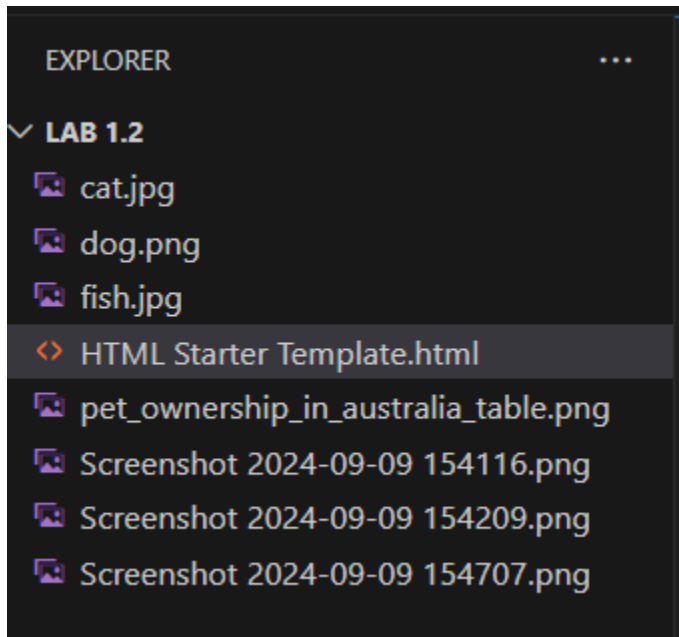 EXPLORER
LAB 1.2
cat.jpg
dog.png
fish.jpg
HTML Starter Template.html
pet_ownership_in_australia_table.png
Screenshot 2024-09-09 154116.png
Screenshot 2024-09-09 154209.png
Screenshot 2024-09-09 154707.png